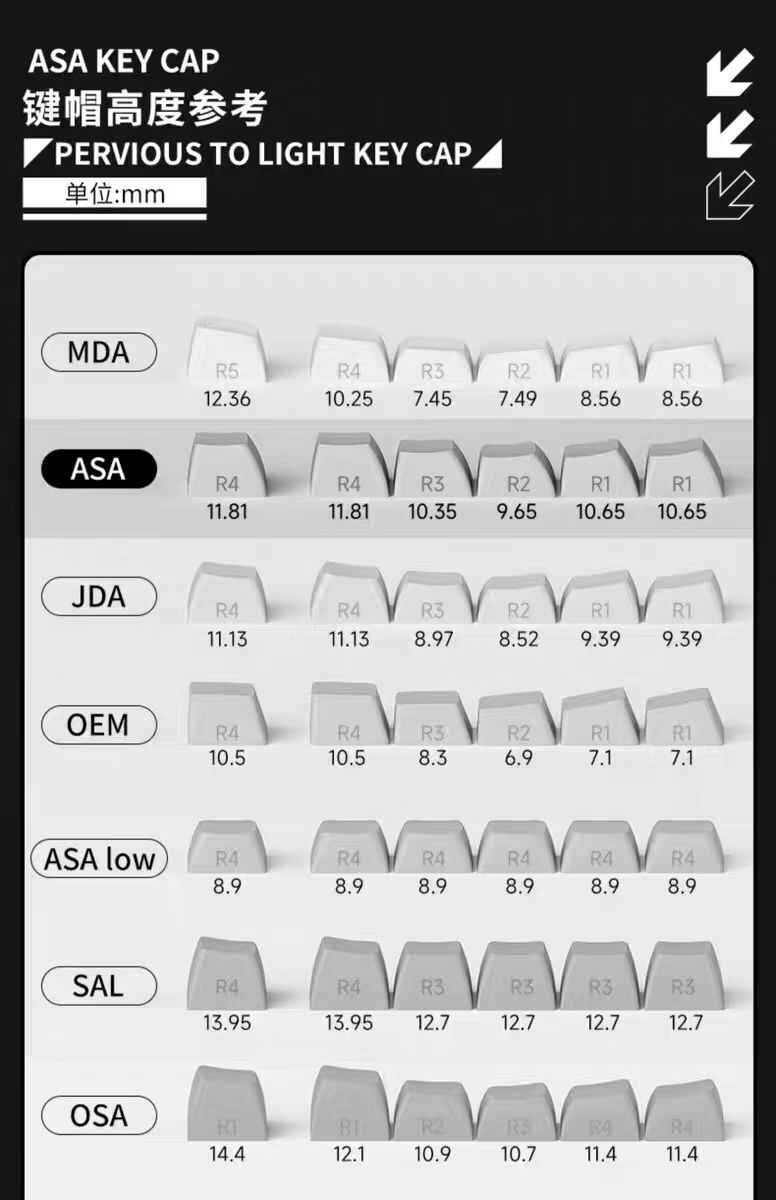 ASA KEY CAP
键帽高度参考
PERVIOUS TO LIGHT KEY CAP
单位:mm
MDA R5 R4 R3 R2 R1 R1
12.36 10.25 7.45 7.49 8.56 8.56
ASA R4 R4 R3 R2 R1 R1
11.81 11.81 10.35 9.65 10.65 10.65
JDA R4 R4 R3 R2 R1 R1
11.13 11.13 8.97 8.52 9.39 9.39
OEM R4 R4 R3 R2 R1 R1
10.5 10.5 8.3 6.9 7.1 7.1
ASA low R4 R4 R4 R4 R4 R4
8.9 8.9 8.9 8.9 8.9 8.9
SAL R4 R4 R3 R3 R3 R3
13.95 13.95 12.7 12.7 12.7 12.7
OSA R1 R1 R2 R3 R4 R4
14.4 12.1 10.9 10.7 11.4 11.4